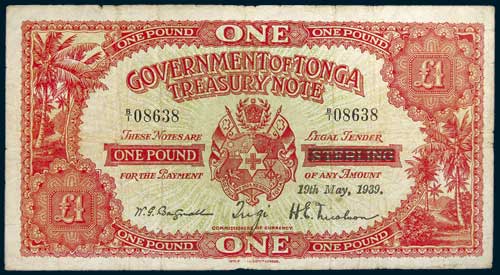 ONE
ONE POUND ONE POUND
GOVERNMENT OF TONGA
TREASURY NOTE
£1
B/1 08638 B/1 08638
THESE NOTES ARE LEGAL TENDER
ONE POUND STERLING
FOR THE PAYMENT OF ANY AMOUNT
19th May, 1939.
£1
COMMISSIONERS OF CURRENCY.
ONE POUND ONE POUND
ONE